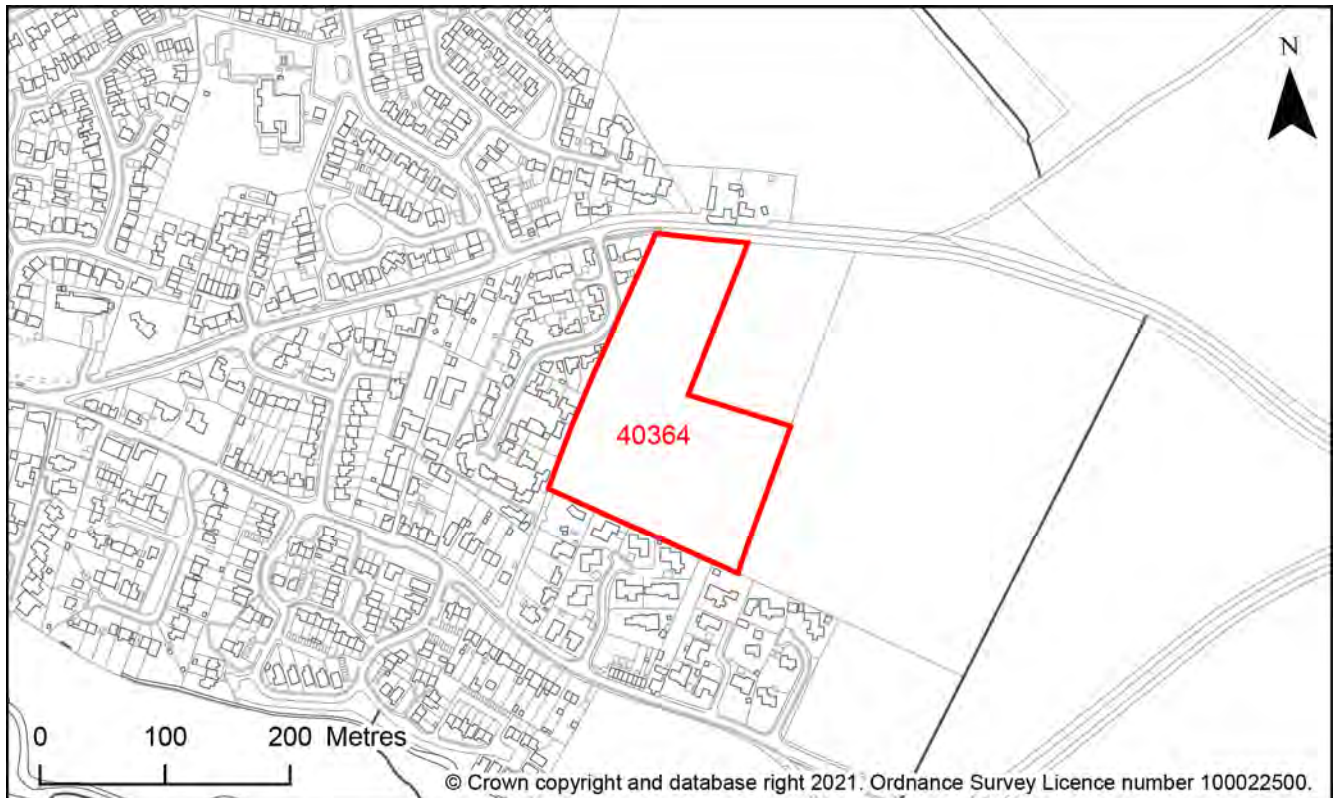 N
40364
0 100 200 Metres
© Crown copyright and database right 2021. Ordnance Survey Licence number 100022500.